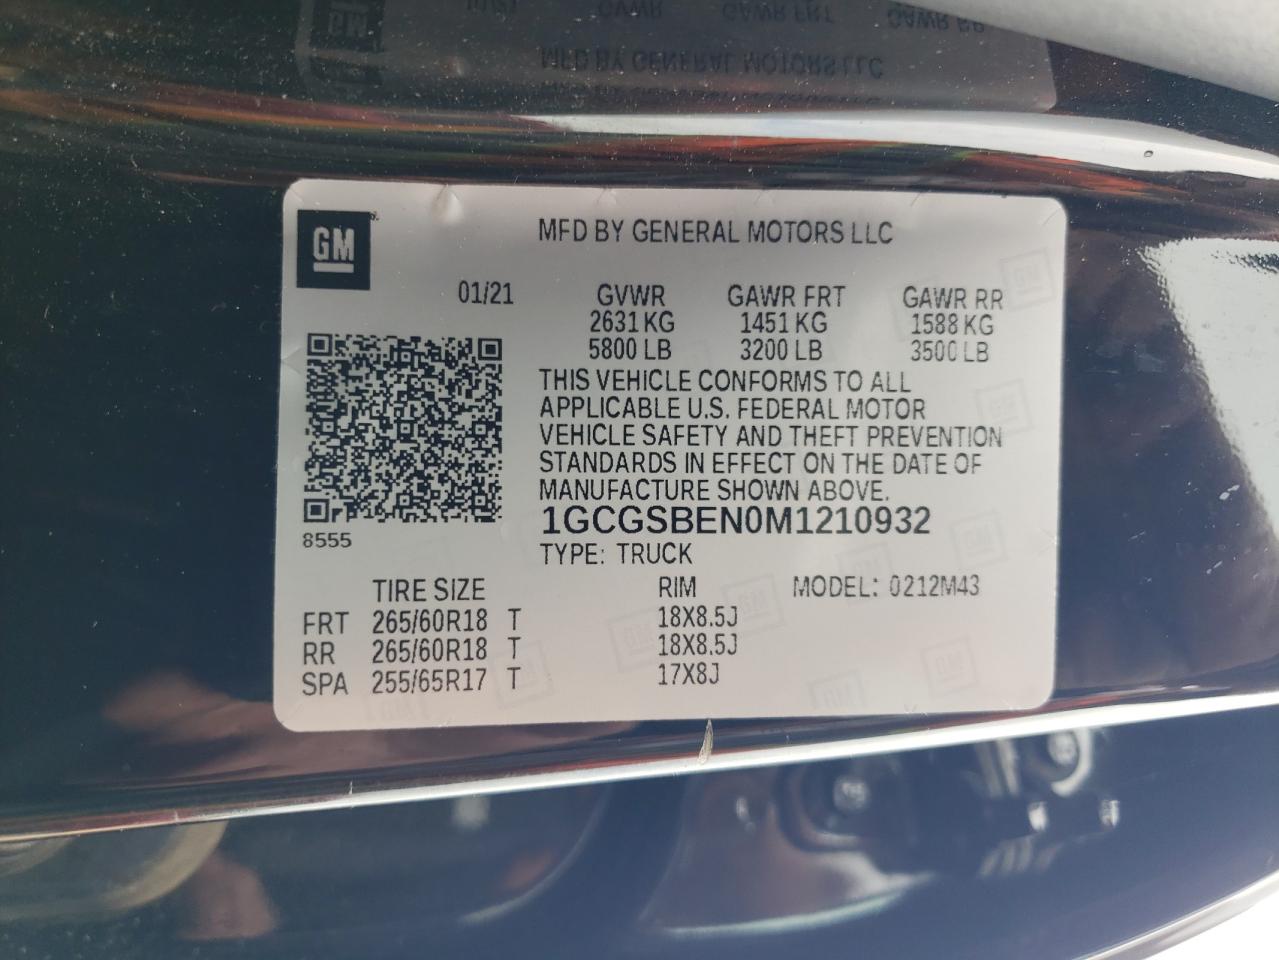 GM
MFD BY GENERAL MOTORS LLC
01/21 GVWR GAWR FRT GAWR RR
2631 KG 1451 KG 1588 KG
5800 LB 3200 LB 3500 LB
THIS VEHICLE CONFORMS TO ALL
APPLICABLE U.S. FEDERAL MOTOR
VEHICLE SAFETY AND THEFT PREVENTION
STANDARDS IN EFFECT ON THE DATE OF
MANUFACTURE SHOWN ABOVE.
1GCGSBEN0M1210932
8555
TYPE: TRUCK
TIRE SIZE RIM MODEL: 0212M43
FRT 265/60R18 T 18X8.5J
RR 265/60R18 T 18X8.5J
SPA 255/65R17 T 17X8J